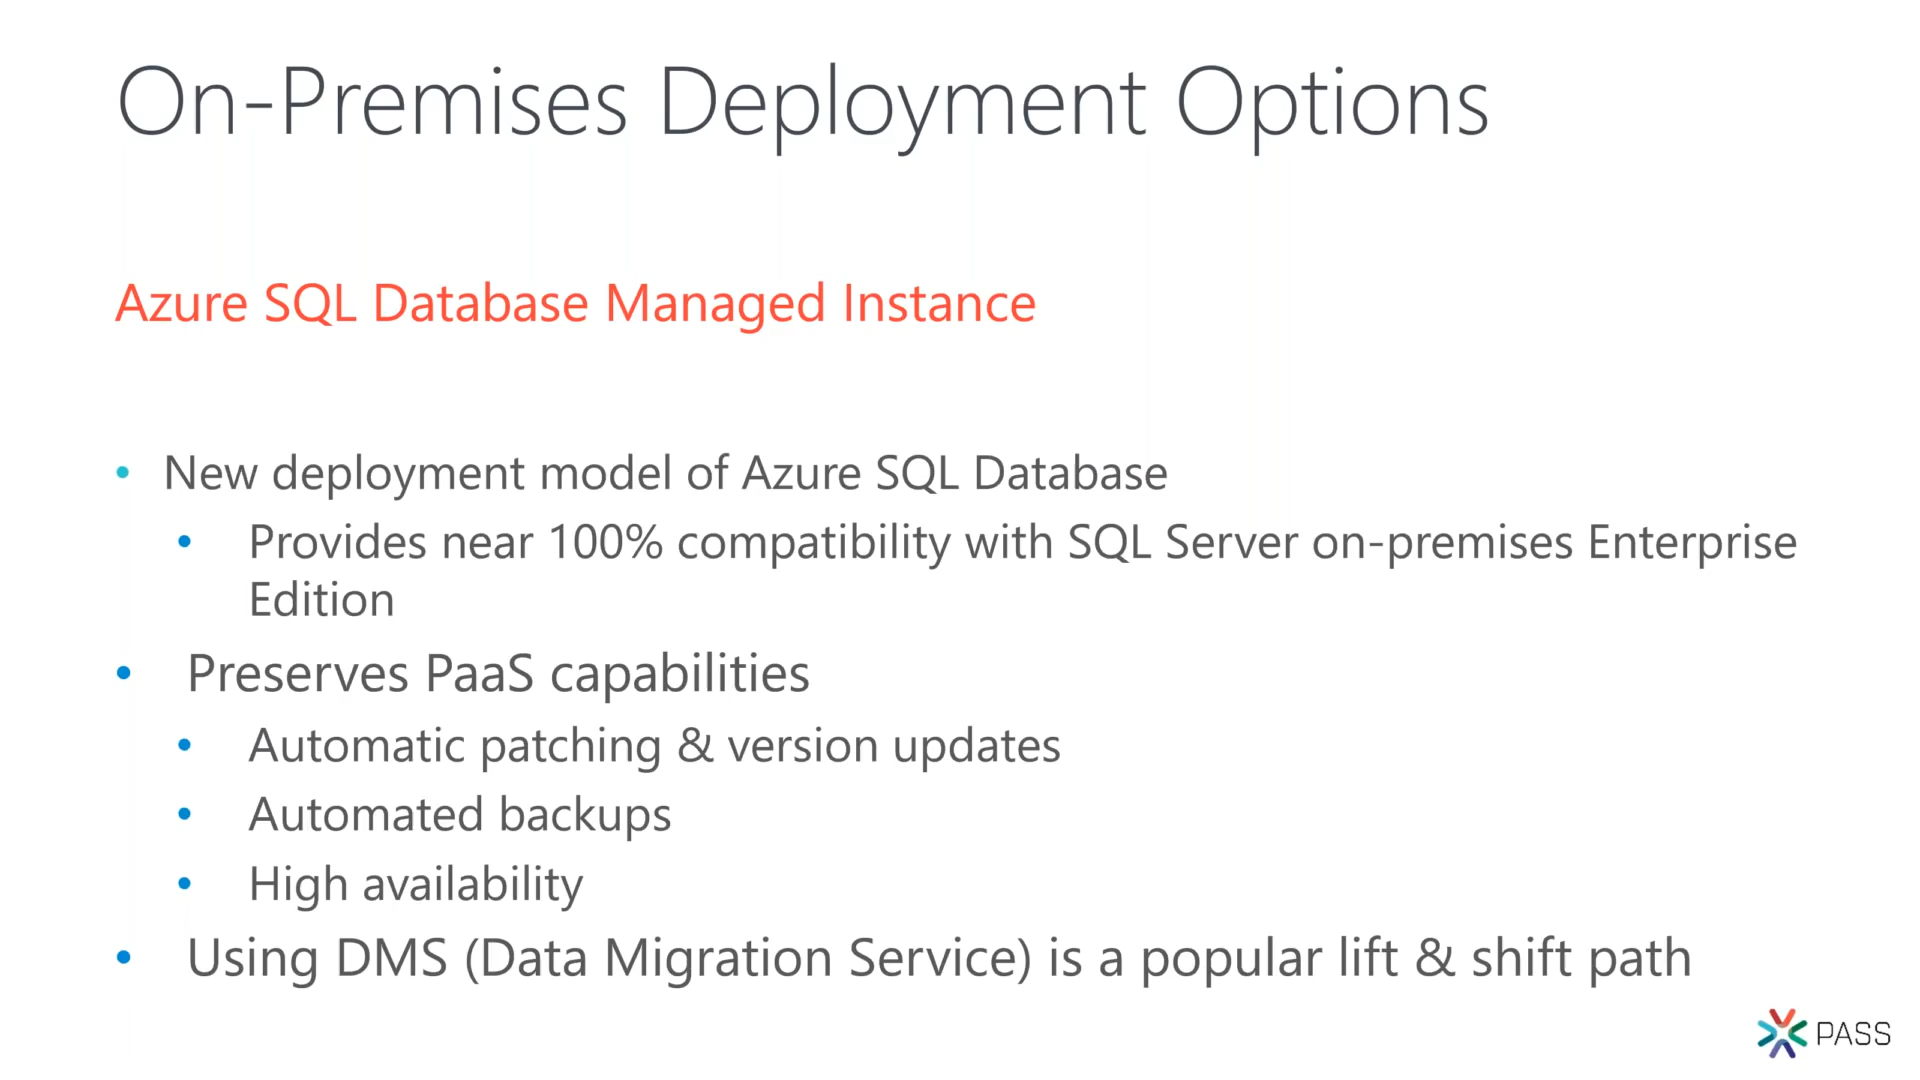 On-Premises Deployment Options
Azure SQL Database Managed Instance
• New deployment model of Azure SQL Database
• Provides near 100% compatibility with SQL Server on-premises Enterprise
Edition
• Preserves PaaS capabilities
• Automatic patching & version updates
• Automated backups
• High availability
• Using DMS (Data Migration Service) is a popular lift & shift path
PASS